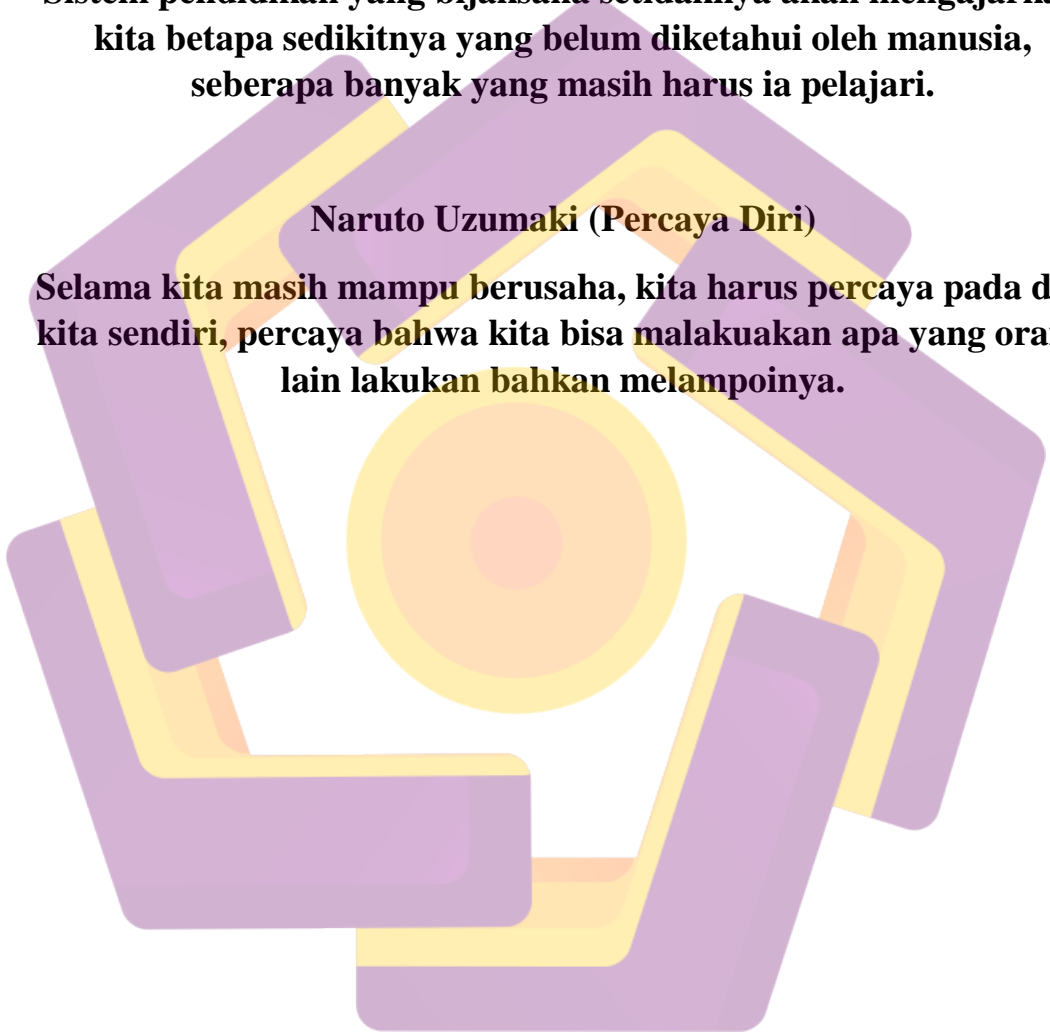 kita betapa sedikitnya yang belum diketahui oleh manusia,
seberapa banyak yang masih harus ia pelajari.
Naruto Uzumaki (Percaya Diri)
Selama kita masih mampu berusaha, kita harus percaya pada
kita sendiri, percaya bahwa kita bisa malakuakan apa yang
lain lakukan bahkan melampoinya.